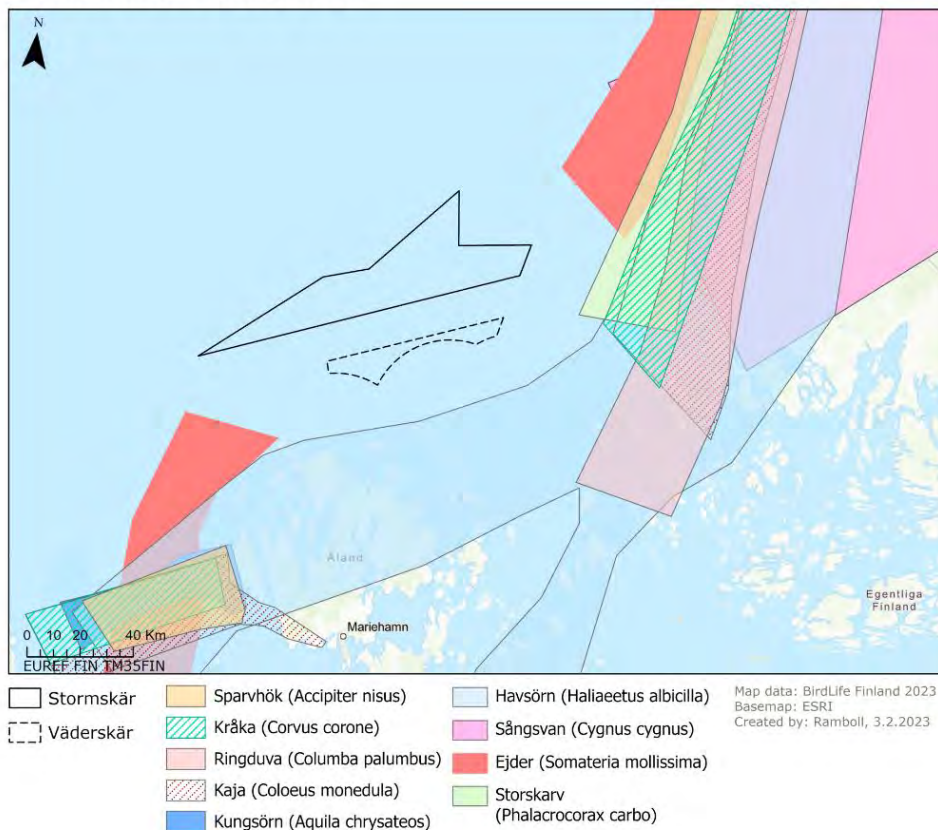 N
Åland
Mariehamn
Egentliga
Finland
0 10 20 40 Km
EUREF FIN TM35FIN
Stormskär
Väderskär
Sparvhök (Accipiter nisus)
Kråka (Corvus corone)
Ringduva (Columba palumbus)
Kaja (Coloeus monedula)
Kungsörn (Aquila chrysateos)
Havsörn (Haliaeetus albicilla)
Sångsvan (Cygnus cygnus)
Ejder (Somateria mollissima)
Storskarv
(Phalacrocorax carbo)
Map data: BirdLife Finland 2023
Basemap: ESRI
Created by: Ramboll, 3.2.2023